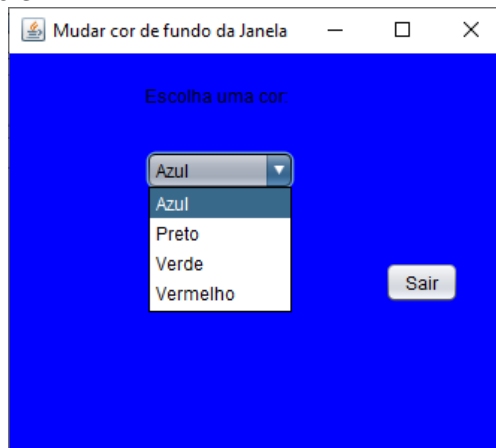 Mudar cor de fundo da Janela
Escolha uma cor:
Azul
Azul
Preto
Verde
Vermelho
Sair